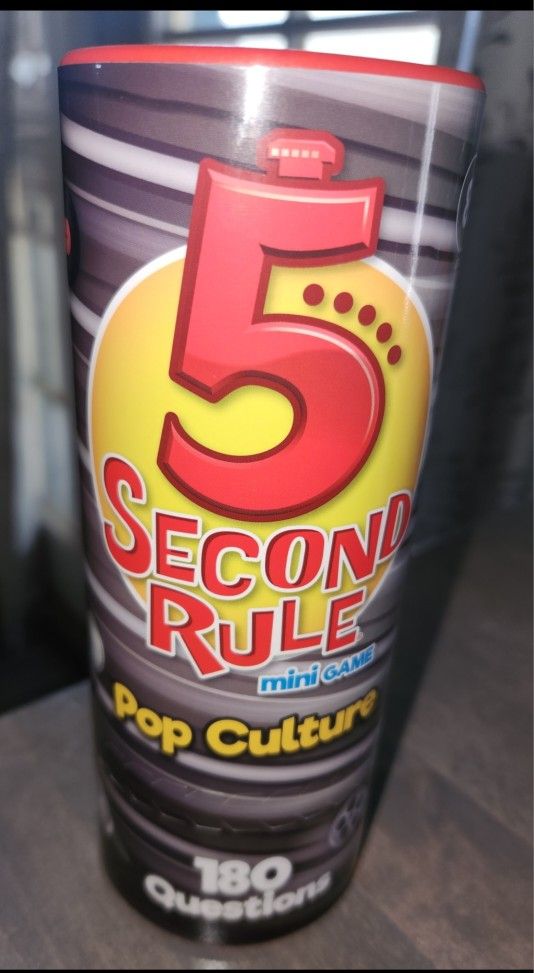 5
SECOND
RULE
mini GAME
Pop Culture
180
Questions